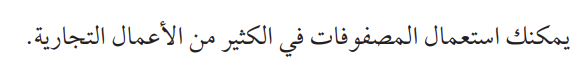 يمكنك استعمال المصفوفات في الكثير من الأعمال التجارية.